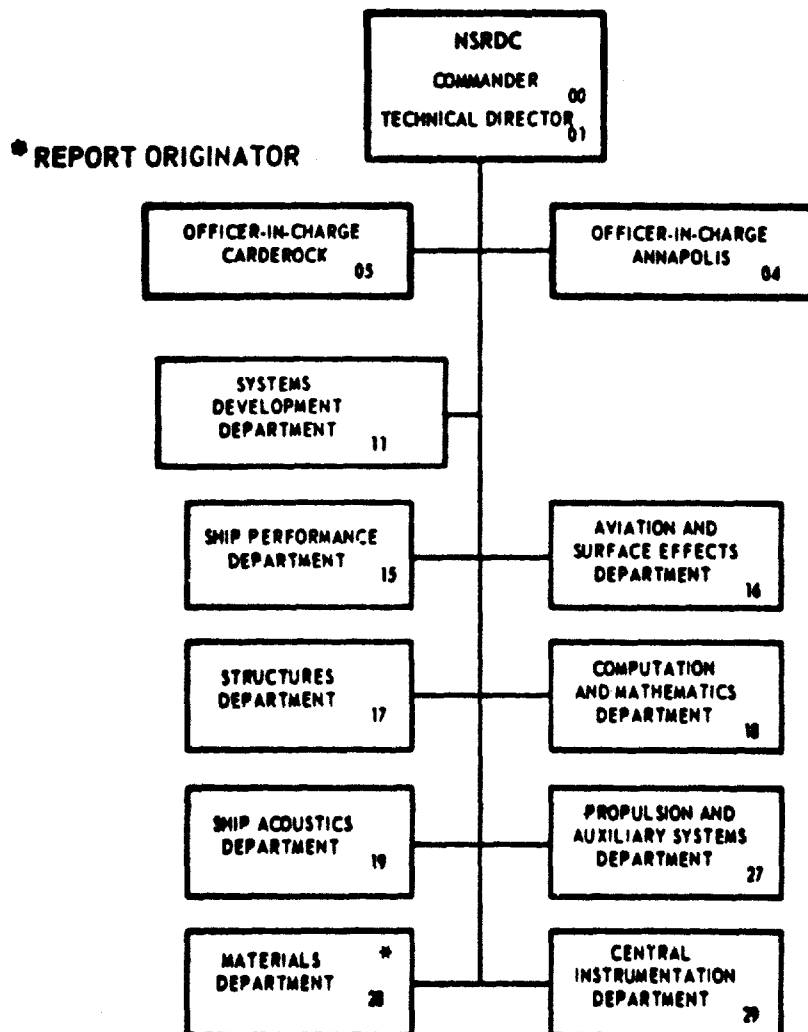 NSRDC
COMMANDER
00
TECHNICAL DIRECTOR
01
* REPORT ORIGINATOR
OFFICER-IN-CHARGE
CARDEROCK
05
OFFICER-IN-CHARGE
ANNAPOLIS
04
SYSTEMS
DEVELOPMENT
DEPARTMENT
11
SHIP PERFORMANCE
DEPARTMENT
15
AVIATION AND
SURFACE EFFECTS
DEPARTMENT
16
STRUCTURES
DEPARTMENT
17
COMPUTATION
AND MATHEMATICS
DEPARTMENT
18
SHIP ACOUSTICS
DEPARTMENT
19
PROPULSION AND
AUXILIARY SYSTEMS
DEPARTMENT
27
MATERIALS *
DEPARTMENT
28
CENTRAL
INSTRUMENTATION
DEPARTMENT
29